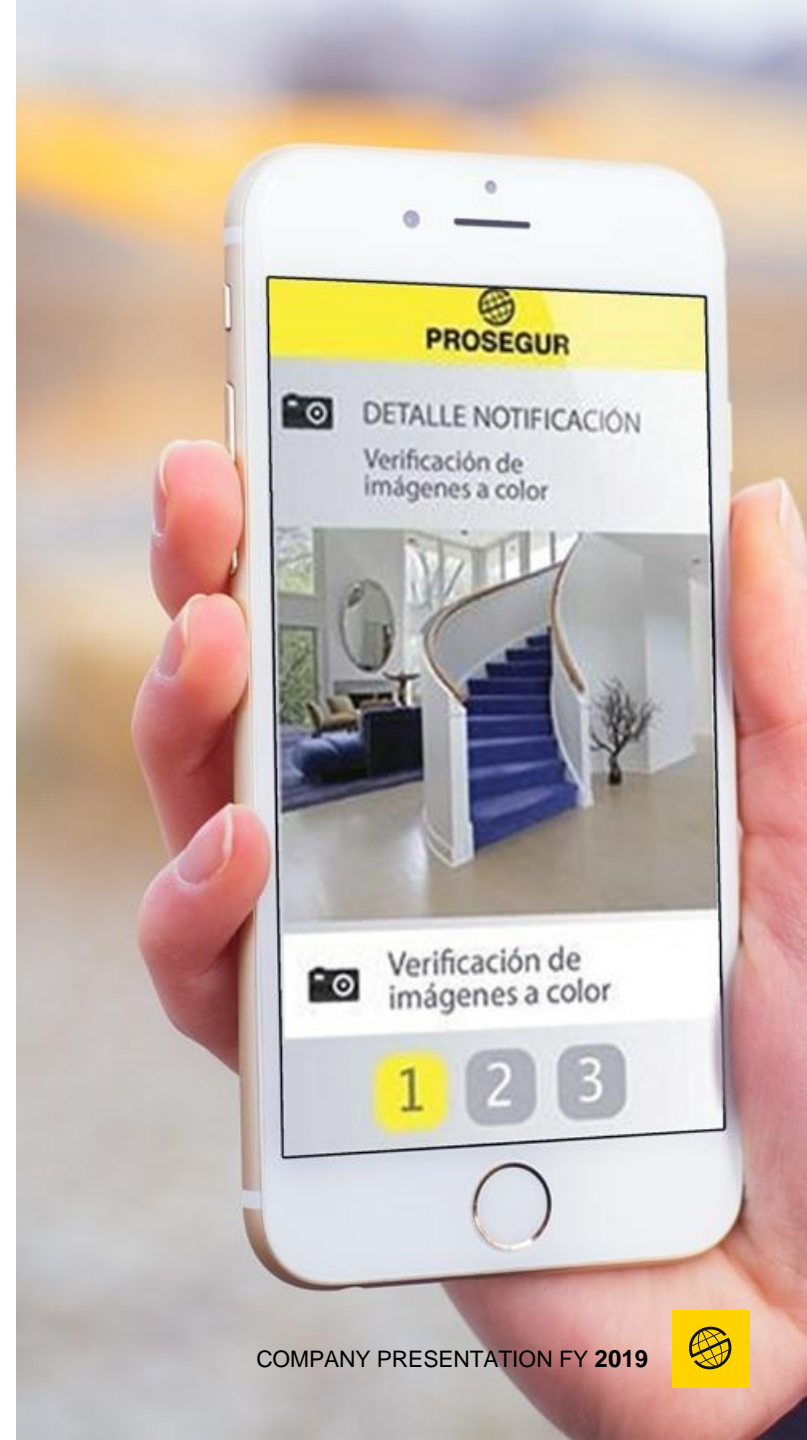 PROSEGUR
DETALLE NOTIFICACIÓN
Verificación de
imágenes a color
Verificación de
imágenes a color
1 2 3
COMPANY PRESENTATION FY 2019